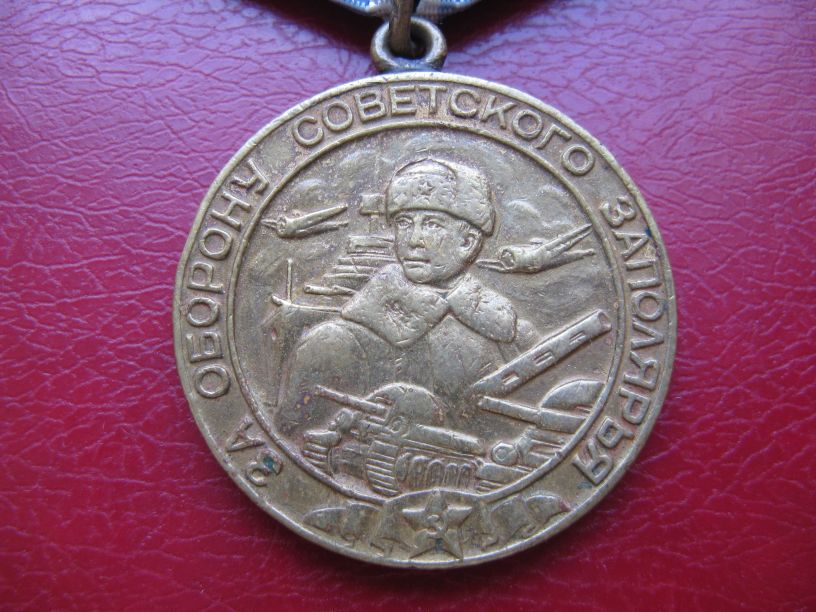 ЗА ОБОРОНУ СОВЕТСКОГО ЗАПОЛЯРЬЯ